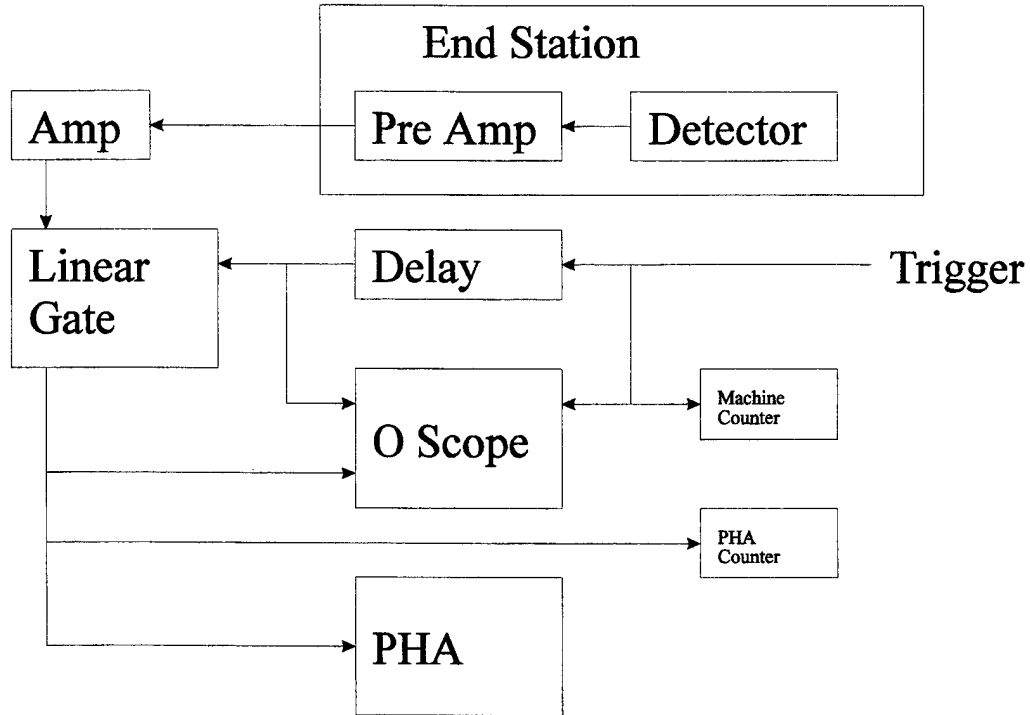 End Station
Amp
Pre Amp
Detector
Linear
Gate
Delay
Trigger
O Scope
Machine
Counter
PHA
Counter
PHA